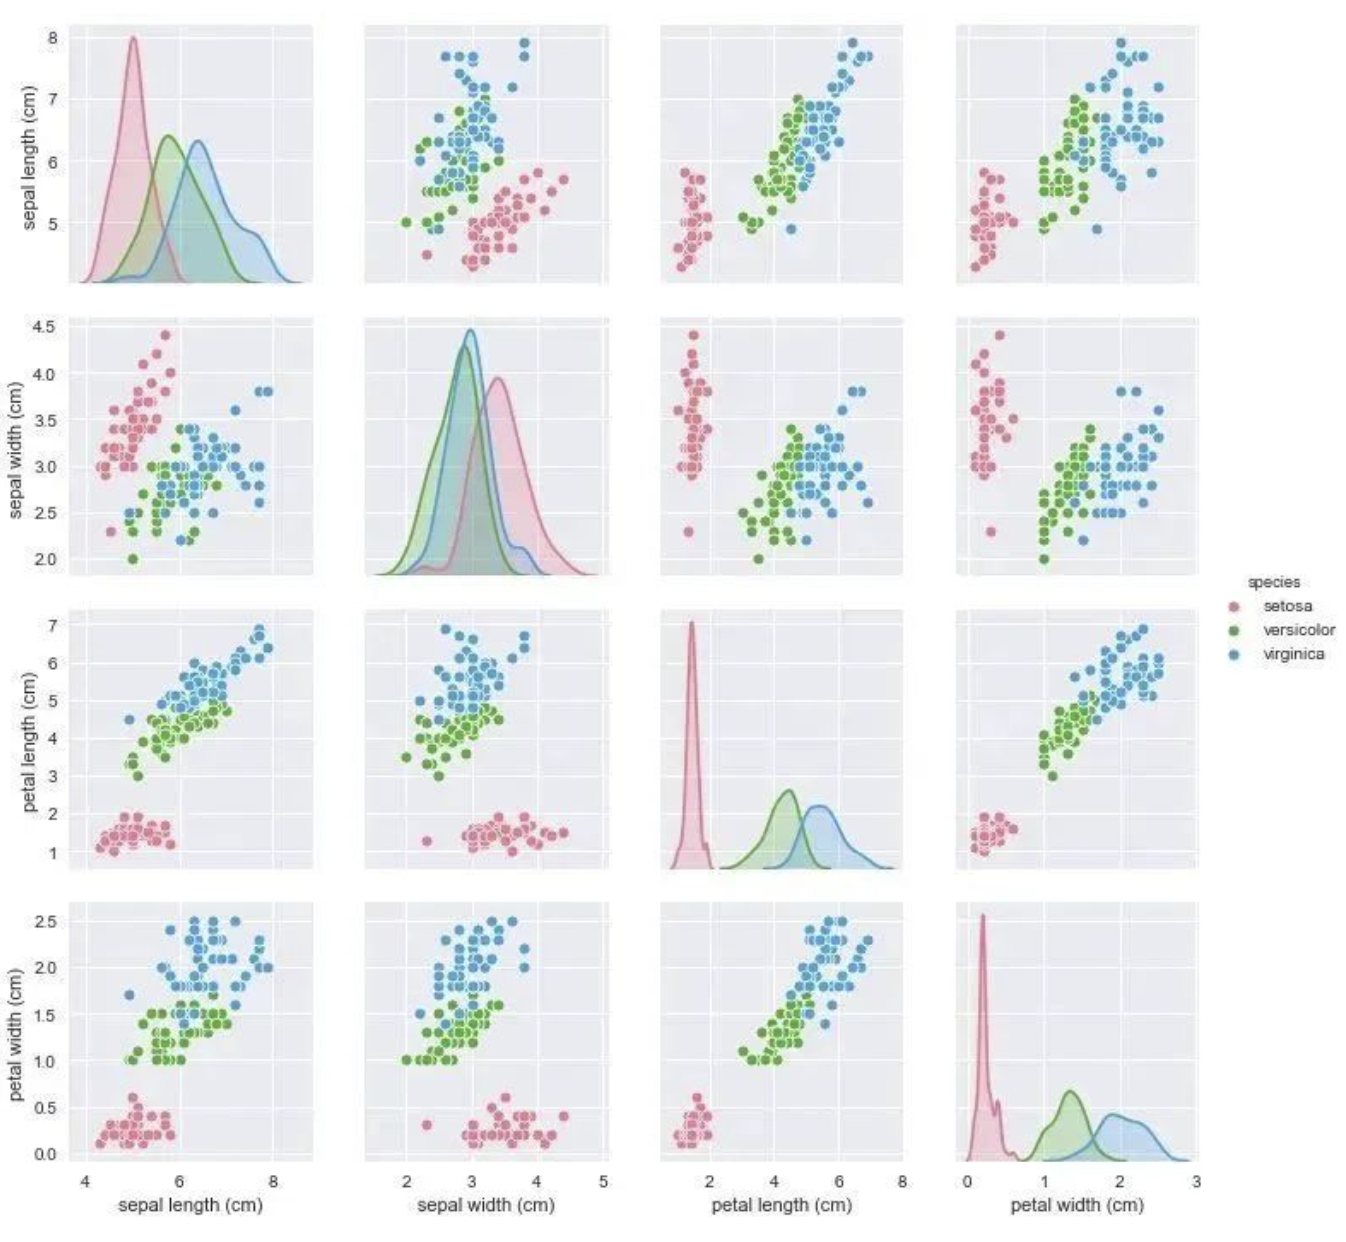 8
7
6
5
sepal length (cm)
4.5
4.0
3.5
3.0
2.5
2.0
sepal width (cm)
species
setosa
versicolor
virginica
7
6
5
4
3
2
1
petal length (cm)
2.5
2.0
1.5
1.0
0.5
0.0
petal width (cm)
4 6 8 2 3 4 5 2 4 6 8 0 1 2 3
sepal length (cm) sepal width (cm) petal length (cm) petal width (cm)